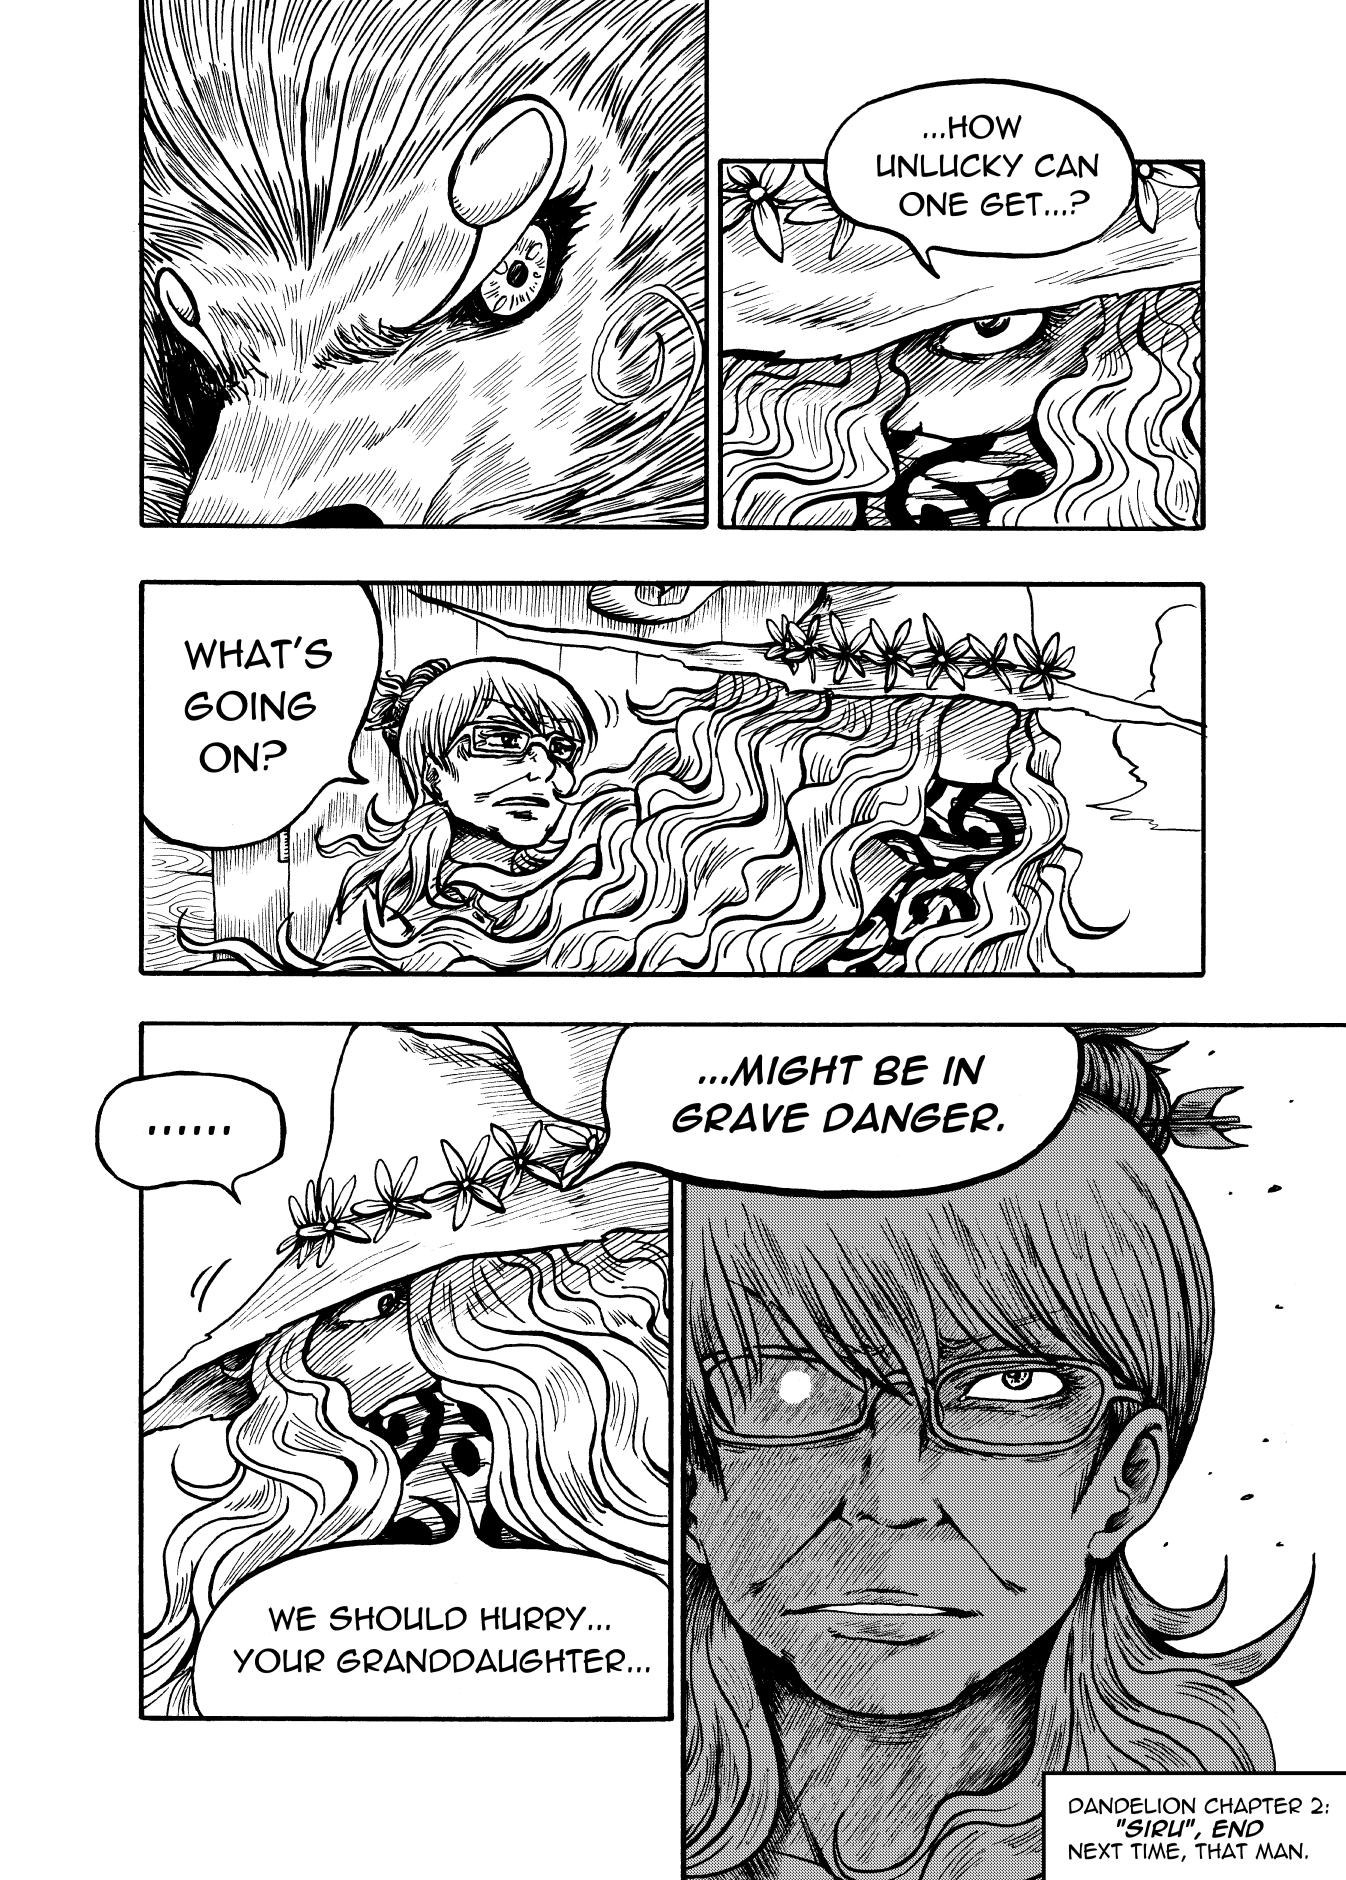 ...HOW
UNLUCKY CAN
ONE GET...?
WHAT'S
GOING
ON?
......
WE SHOULD HURRY...
YOUR GRANDDAUGHTER...
...MIGHT BE IN
GRAVE DANGER.
DANDELION CHAPTER 2:
"SIRU", END
NEXT TIME, THAT MAN.